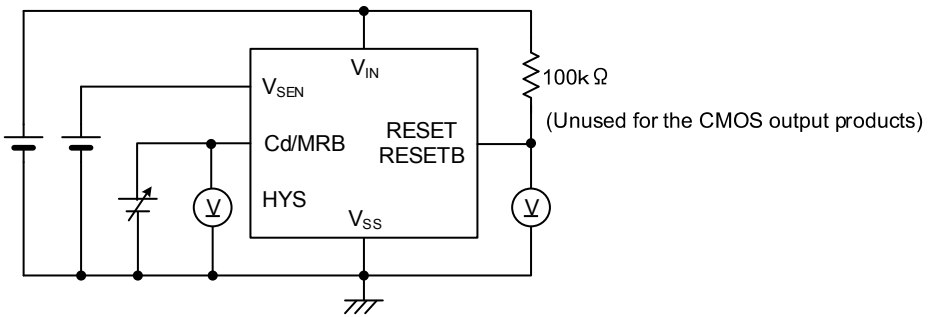 V_IN
100kΩ
V_SEN
(Unused for the CMOS output products)
Cd/MRB
RESET
RESETB
HYS
V
V
V_SS